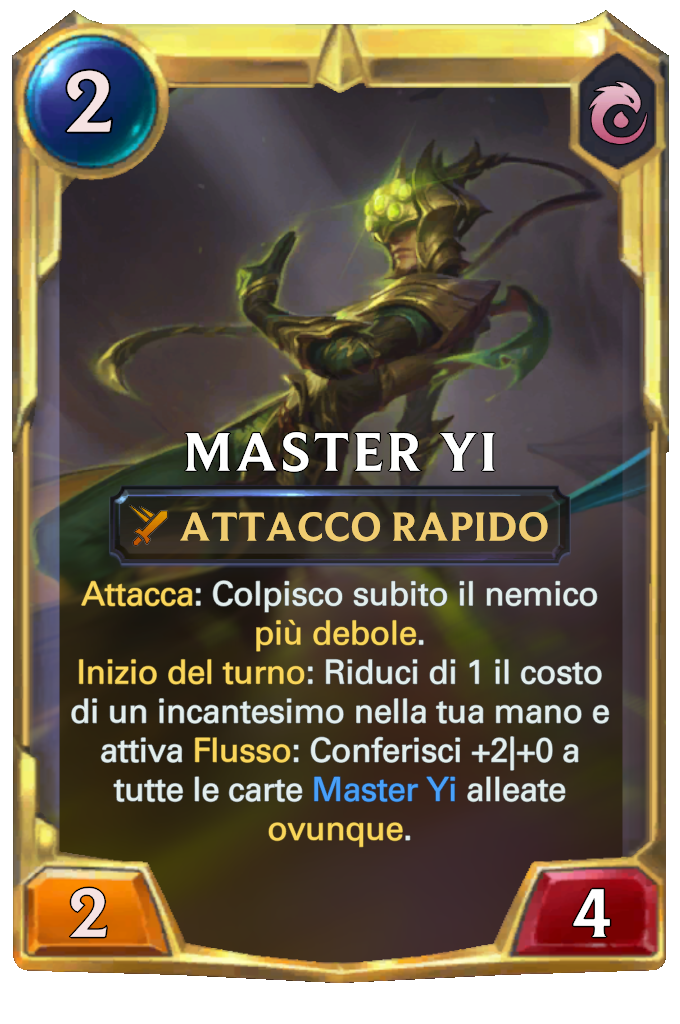 2
MASTER YI
ATTACCO RAPIDO
Attacca: Colpisco subito il nemico
più debole.
Inizio del turno: Riduci di 1 il costo
di un incantesimo nella tua mano e
attiva Flusso: Conferisci +2|+0 a
tutte le carte Master Yi alleate
ovunque.
2
4